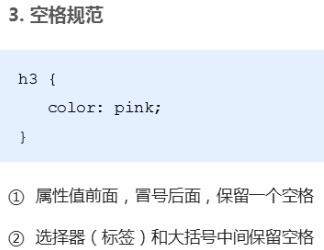 3. 空格规范
h3 {
    color: pink;
}
① 属性值前面，冒号后面，保留一个空格
② 选择器（标签）和大括号中间保留空格